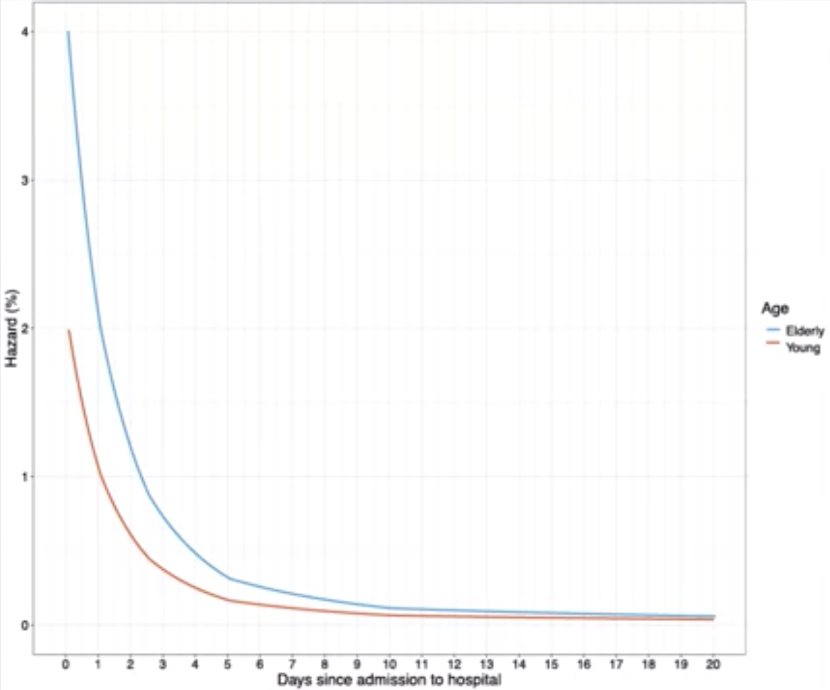 4
3
2
1
0
Hazard (%)
0 1 2 3 4 5 6 7 8 9 10 11 12 13 14 15 16 17 18 19 20
Days since admission to hospital
Age
Elderly
Young